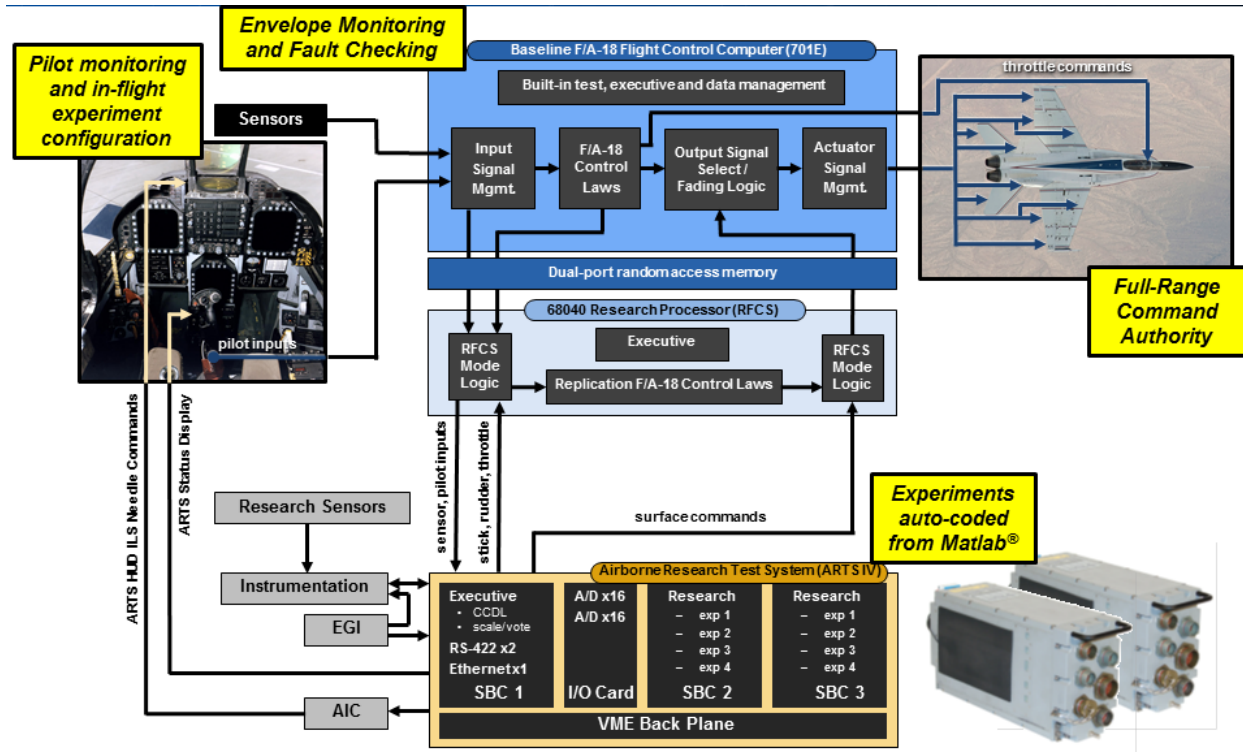 Envelope Monitoring
and Fault Checking
Pilot monitoring
and in-flight
experiment
configuration
Baseline F/A-18 Flight Control Computer (701E)
Built-in test, executive and data management
Sensors
Input
Signal
Mgmt.
F/A-18
Control
Laws
Output Signal
Select /
Fading Logic
Actuator
Signal
Mgmt.
throttle commands
Full-Range
Command
Authority
Dual-port random access memory
68040 Research Processor (RFCS)
Executive
RFCS
Mode
Logic
Replication F/A-18 Control Laws
RFCS
Mode
Logic
pilot inputs
ARTS HUD ILS Needle Commands
ARTS Status Display
sensor, pilot inputs
stick, rudder, throttle
surface commands
Experiments
auto-coded
from Matlab®
Research Sensors
Instrumentation
EGI
AIC
Airborne Research Test System (ARTS IV)
Executive
• CCDL
• scale/vote
RS-422 x2
Ethernet x1
SBC 1
A/D x16
A/D x16
I/O Card
Research
– exp 1
– exp 2
– exp 3
– exp 4
SBC 2
Research
– exp 1
– exp 2
– exp 3
– exp 4
SBC 3
VME Back Plane